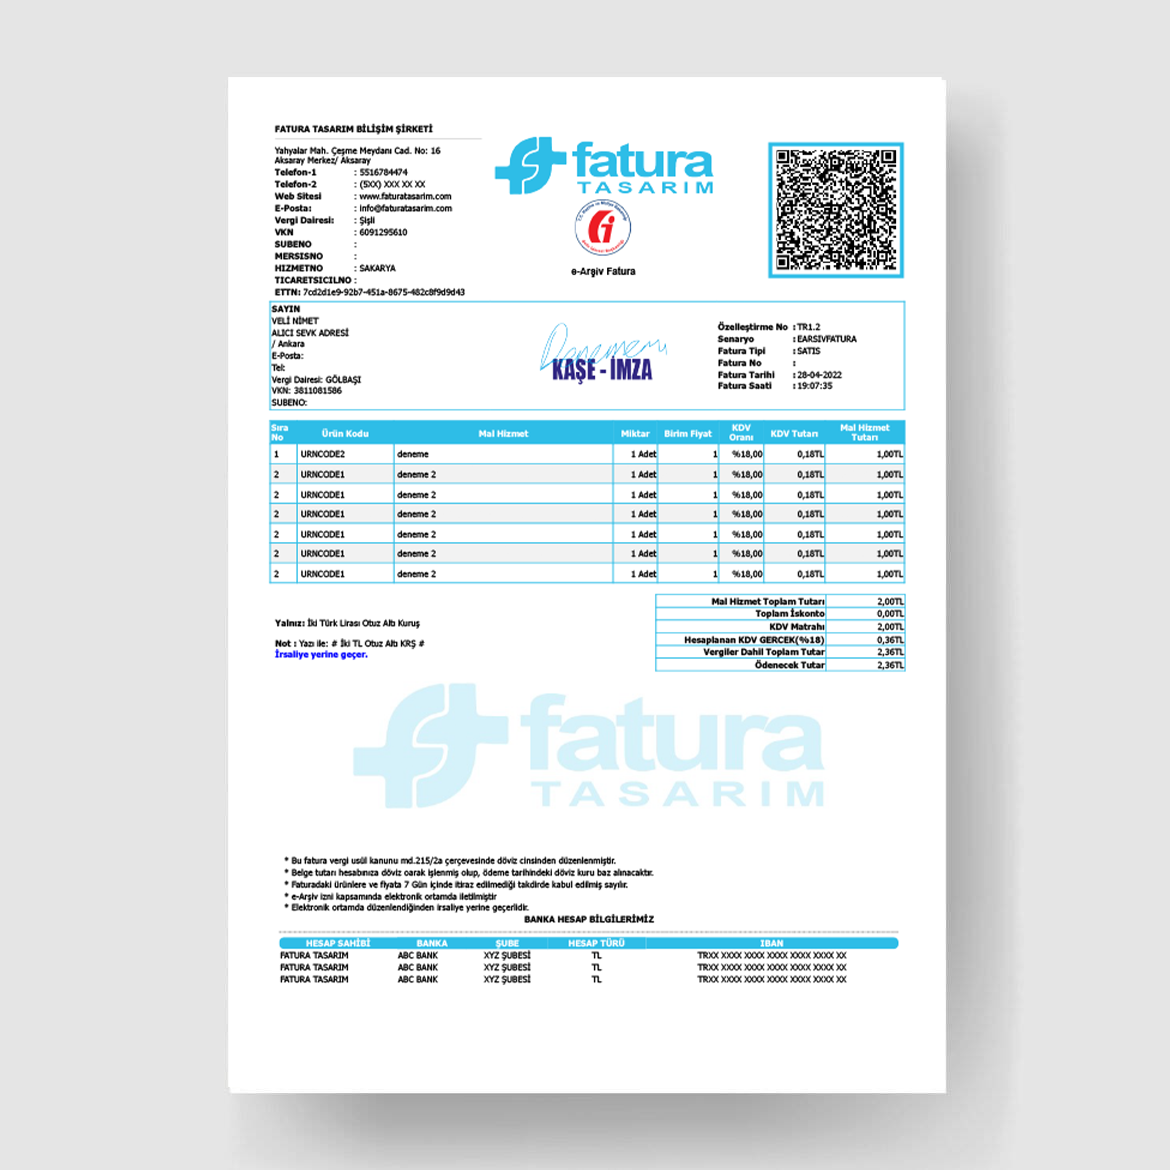 FATURA TASARIM BİLİŞİM ŞİRKETİ
Yahyalar Mah. Çeşme Meydanı Cad. No: 16
Aksaray Merkez/ Aksaray
Telefon-1 : 5516784474
Telefon-2 : (5XX) XXX XX XX
Web Sitesi : www.faturatasarim.com
E-Posta: : info@faturatasarim.com
Vergi Dairesi: : Şişli
VKN : 6091295610
SUBENO :
MERSISNO :
HIZMETNO : SAKARYA
TICARETSICILNO :
ETTN: 7cd2d1e9-92b7-451a-8675-482c8f9d9d43
fatura
TASARIM
e-Arşiv Fatura
SAYIN
VELİ NİMET
ALICI SEVK ADRESİ
/ Ankara
E-Posta:
Tel:
Vergi Dairesi: GÖLBAŞI
VKN: 3811081586
SUBENO:
KAŞE - İMZA
Özelleştirme No : TR1.2
Senaryo : EARSIVFATURA
Fatura Tipi : SATIS
Fatura No :
Fatura Tarihi : 28-04-2022
Fatura Saati : 19:07:35
Sıra No Ürün Kodu Mal Hizmet Miktar Birim Fiyat KDV Oranı KDV Tutarı Mal Hizmet Tutarı
1 URNCODE2 deneme 1 Adet 1 %18,00 0,18TL 1,00TL
2 URNCODE1 deneme 2 1 Adet 1 %18,00 0,18TL 1,00TL
2 URNCODE1 deneme 2 1 Adet 1 %18,00 0,18TL 1,00TL
2 URNCODE1 deneme 2 1 Adet 1 %18,00 0,18TL 1,00TL
2 URNCODE1 deneme 2 1 Adet 1 %18,00 0,18TL 1,00TL
2 URNCODE1 deneme 2 1 Adet 1 %18,00 0,18TL 1,00TL
2 URNCODE1 deneme 2 1 Adet 1 %18,00 0,18TL 1,00TL
Mal Hizmet Toplam Tutarı 2,00TL
Toplam İskonto 0,00TL
KDV Matrahı 2,00TL
Hesaplanan KDV GERCEK(%18) 0,36TL
Vergiler Dahil Toplam Tutar 2,36TL
Ödenecek Tutar 2,36TL
Yalnız: İki Türk Lirası Otuz Altı Kuruş
Not : Yazı ile: # İki TL Otuz Altı KRŞ #
İrsaliye yerine geçer.
fatura
TASARIM
* Bu fatura vergi usül kanunu md.215/2a çerçevesinde döviz cinsinden düzenlenmiştir.
* Belge tutarı hesabınıza döviz oarak işlenmiş olup, ödeme tarihindeki döviz kuru baz alınacaktır.
* Faturadaki ürünlere ve fiyata 7 Gün içinde itiraz edilmediği takdirde kabul edilmiş sayılır.
* e-Arşiv izni kapsamında elektronik ortamda iletilmiştir
* Elektronik ortamda düzenlendiğinden irsaliye yerine geçerlidir.
BANKA HESAP BİLGİLERİMİZ
HESAP SAHİBİ BANKA ŞUBE HESAP TÜRÜ IBAN
FATURA TASARIM ABC BANK XYZ ŞUBESİ TL TRXX XXXX XXXX XXXX XXXX XXXX XX
FATURA TASARIM ABC BANK XYZ ŞUBESİ TL TRXX XXXX XXXX XXXX XXXX XXXX XX
FATURA TASARIM ABC BANK XYZ ŞUBESİ TL TRXX XXXX XXXX XXXX XXXX XXXX XX